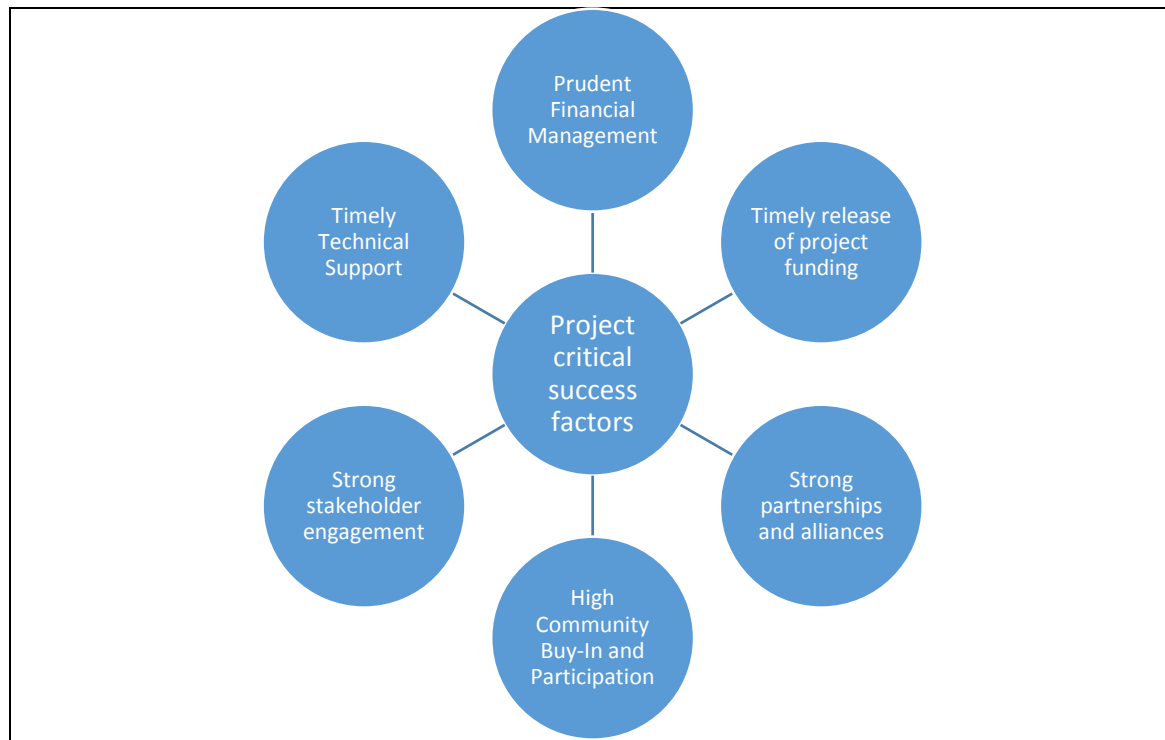 Prudent
Financial
Management
Timely
Technical
Support
Timely release
of project
funding
Project
critical
success
factors
Strong
stakeholder
engagement
Strong
partnerships
and alliances
High
Community
Buy-In and
Participation